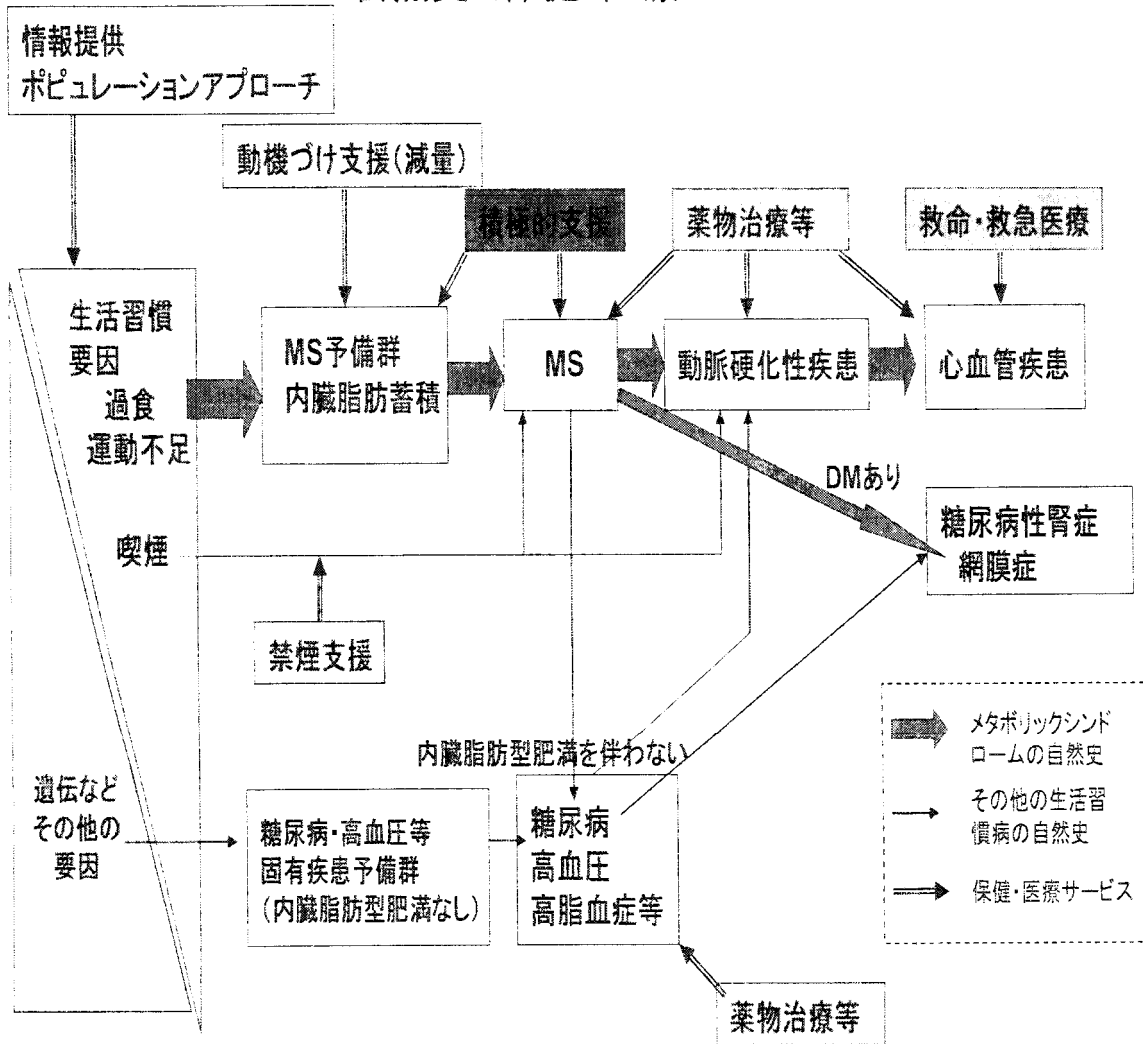 情報提供
ポピュレーションアプローチ
動機づけ支援(減量)
積極的支援
薬物治療等
救命・救急医療
生活習慣
要因
過食
運動不足
MS予備群
内臓脂肪蓄積
MS
動脈硬化性疾患
心血管疾患
DMあり
糖尿病性腎症
網膜症
喫煙
禁煙支援
メタボリックシンド
ロームの自然史
その他の生活習
慣病の自然史
保健・医療サービス
内臓脂肪型肥満を伴わない
遺伝など
その他の
要因
糖尿病・高血圧等
固有疾患予備群
(内臓脂肪型肥満なし)
糖尿病
高血圧
高脂血症等
薬物治療等